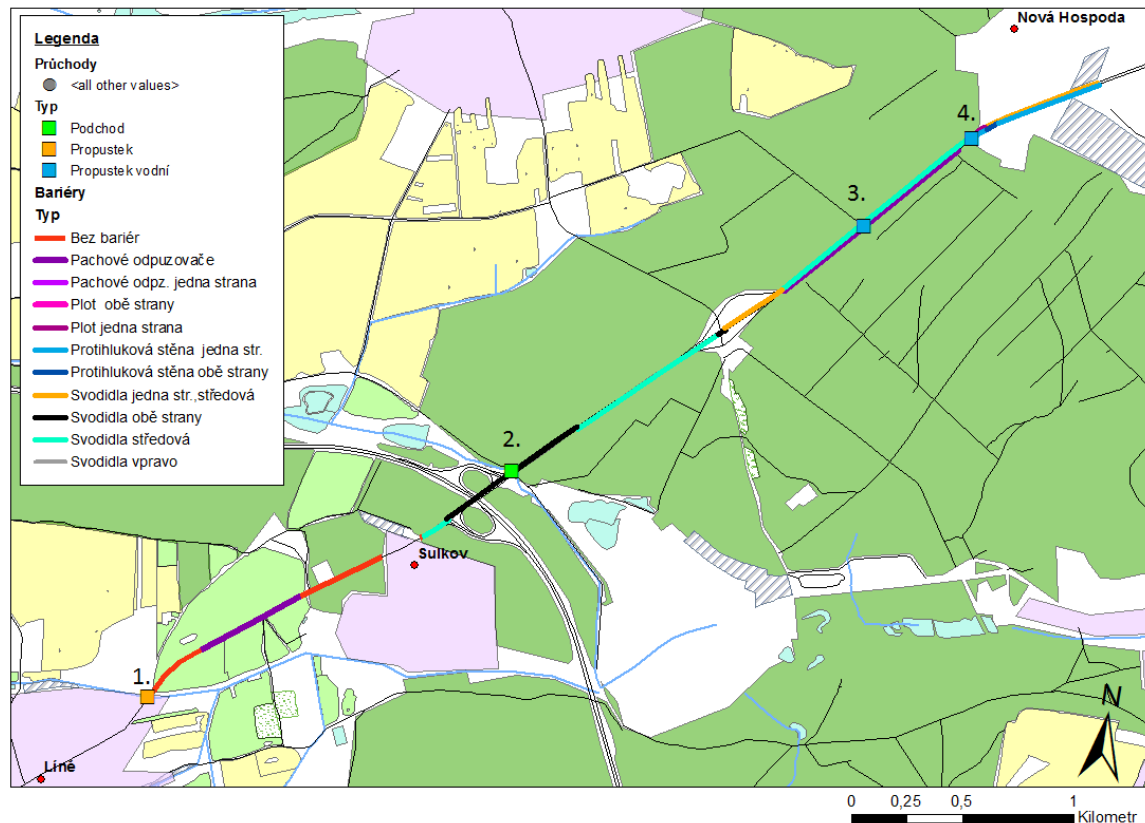 Legenda
Průchody
<all other values>
Typ
Podchod
Propustek
Propustek vodní
Bariéry
Typ
Bez bariér
Pachové odpuzovače
Pachové odpz. jedna strana
Plot obě strany
Plot jedna strana
Protihluková stěna jedna str.
Protihluková stěna obě strany
Svodidla jedna str.,středová
Svodidla obě strany
Svodidla středová
Svodidla vpravo
Nová Hospoda
4.
3.
2.
Sulkov
1.
Líně
N
0 0,25 0,5 1
Kilometr